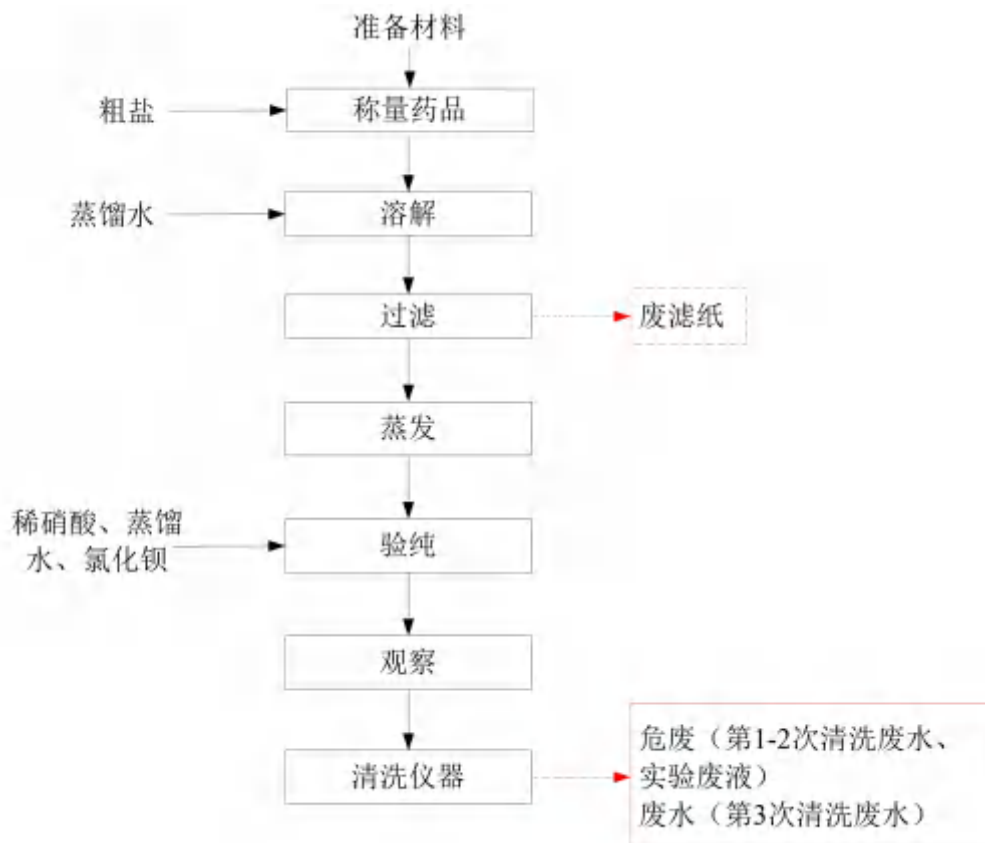 准备材料
粗盐
称量药品
蒸馏水
溶解
过滤
废滤纸
蒸发
稀硝酸、蒸馏
水、氯化钡
验纯
观察
清洗仪器
危废（第1-2次清洗废水、
实验废液）
废水（第3次清洗废水）